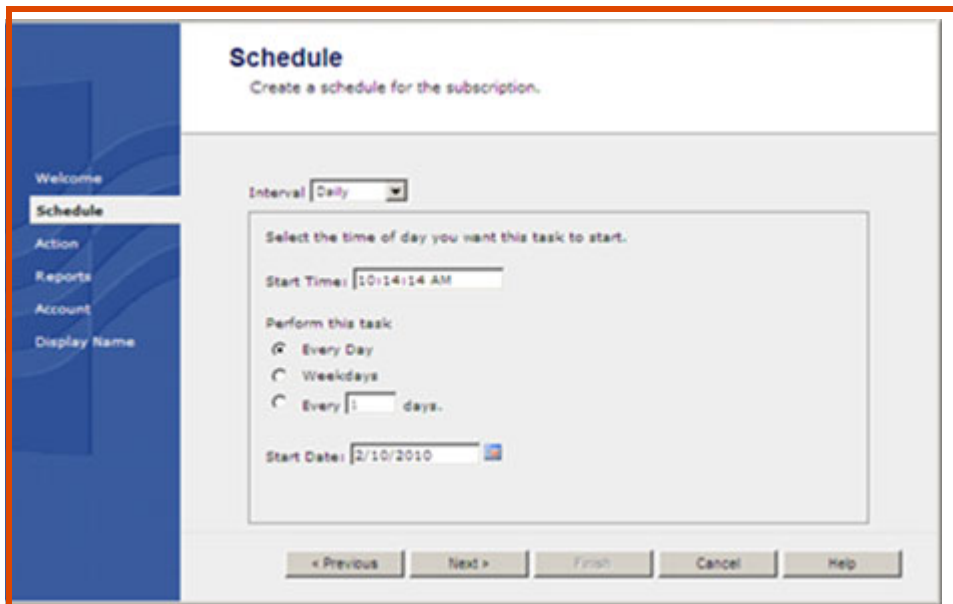 Schedule
Create a schedule for the subscription.
Welcome
Schedule
Action
Reports
Account
Display Name
Interval Daily
Select the time of day you want this task to start.
Start Time: 10:14:14 AM
Perform this task
Every Day
Weekdays
Every 1 days.
Start Date: 2/10/2010
< Previous
Next >
Finish
Cancel
Help